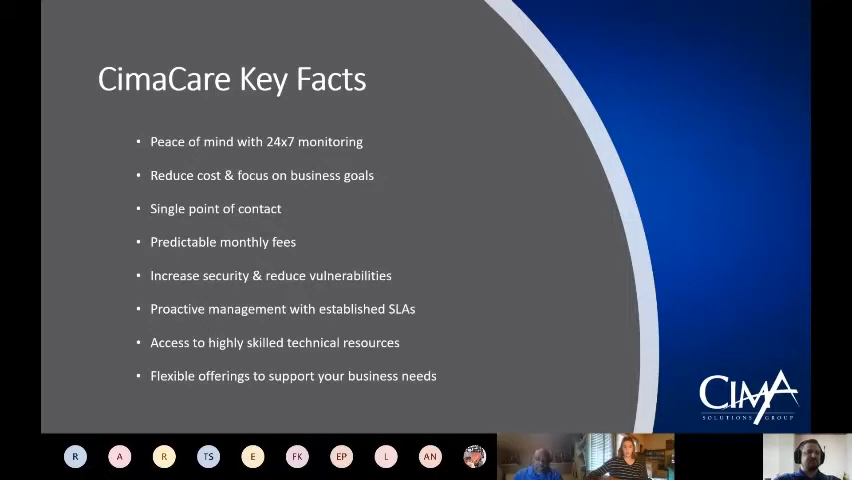 CimaCare Key Facts
• Peace of mind with 24x7 monitoring
• Reduce cost & focus on business goals
• Single point of contact
• Predictable monthly fees
• Increase security & reduce vulnerabilities
• Proactive management with established SLAs
• Access to highly skilled technical resources
• Flexible offerings to support your business needs
CIMA
SOLUTIONS GROUP
R A R TS E FK EP L AN